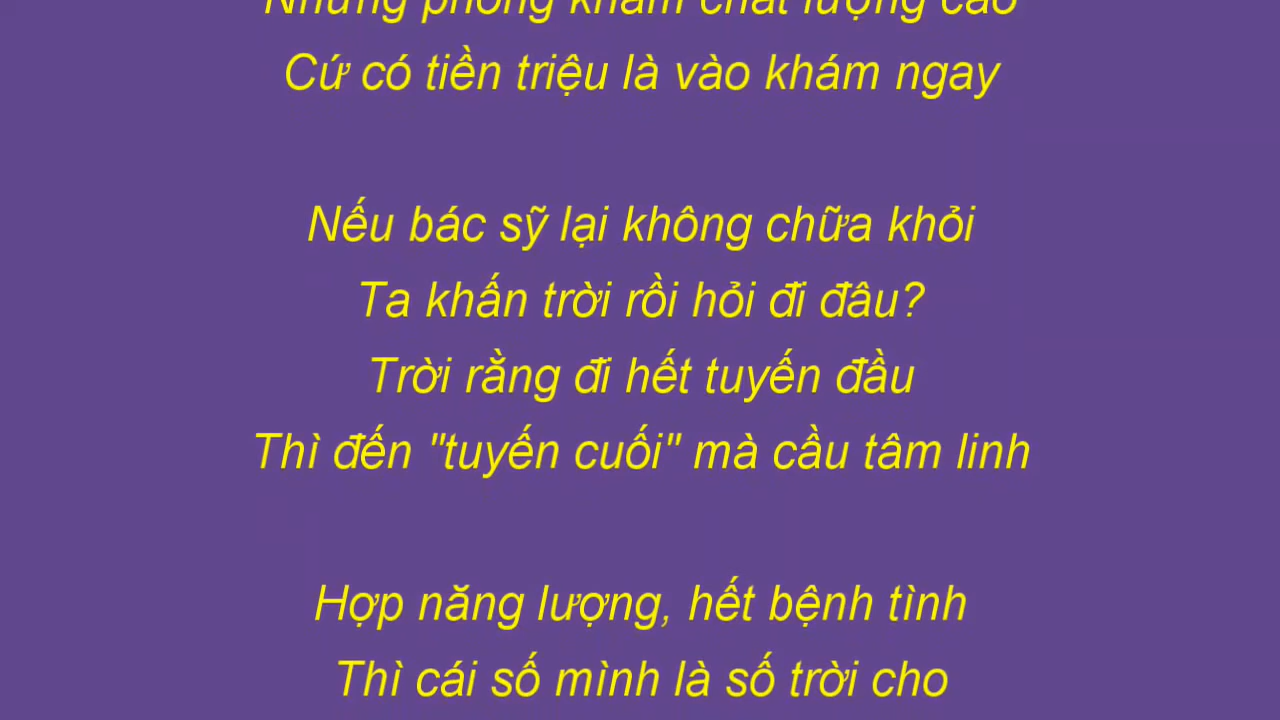 Những phòng khám chất lượng cao
Cứ có tiền triệu là vào khám ngay
Nếu bác sỹ lại không chữa khỏi
Ta khấn trời rồi hỏi đi đâu?
Trời rằng đi hết tuyến đầu
Thì đến "tuyến cuối" mà cầu tâm linh
Hợp năng lượng, hết bệnh tình
Thì cái số mình là số trời cho